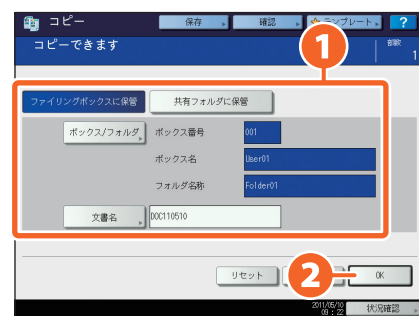 コピー 保存 確認 テンプレート ?
コピーできます 部数 1
1
ファイリングボックスに保管 共有フォルダに保管
ボックス/フォルダ ボックス番号 001
ボックス名 User01
フォルダ名称 Folder01
文書名 DOC110510
リセット 2 OK
2011/05/10
09 : 22 状況確認